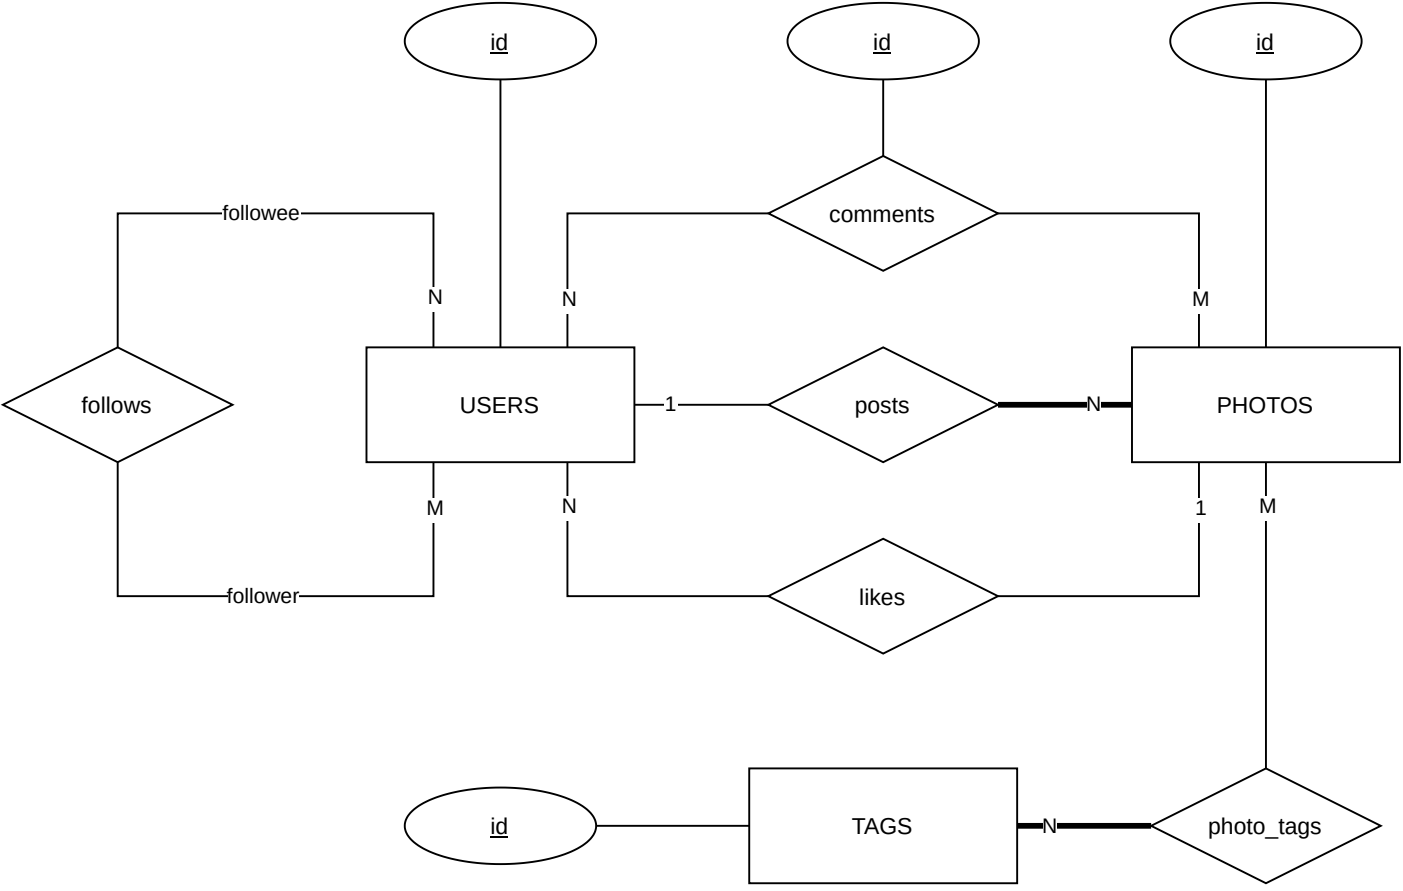 id
id
id
followee
comments
N
N
M
follows
USERS
1
posts
N
PHOTOS
M
N
1
M
follower
likes
id
TAGS
N
photo_tags